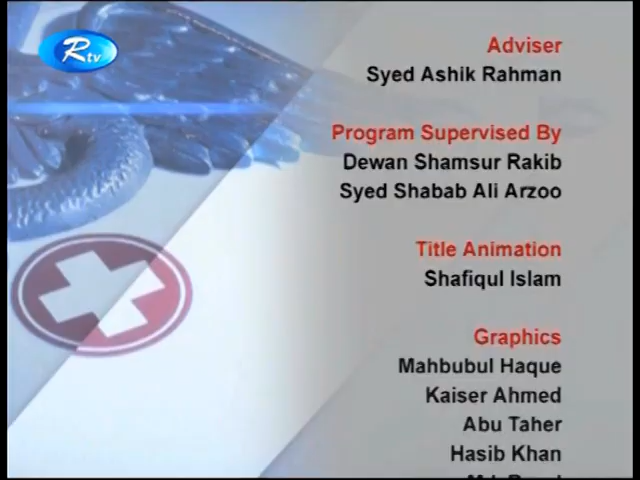 Rtv
Adviser
Syed Ashik Rahman
Program Supervised By
Dewan Shamsur Rakib
Syed Shabab Ali Arzoo
Title Animation
Shafiqul Islam
Graphics
Mahbubul Haque
Kaiser Ahmed
Abu Taher
Hasib Khan